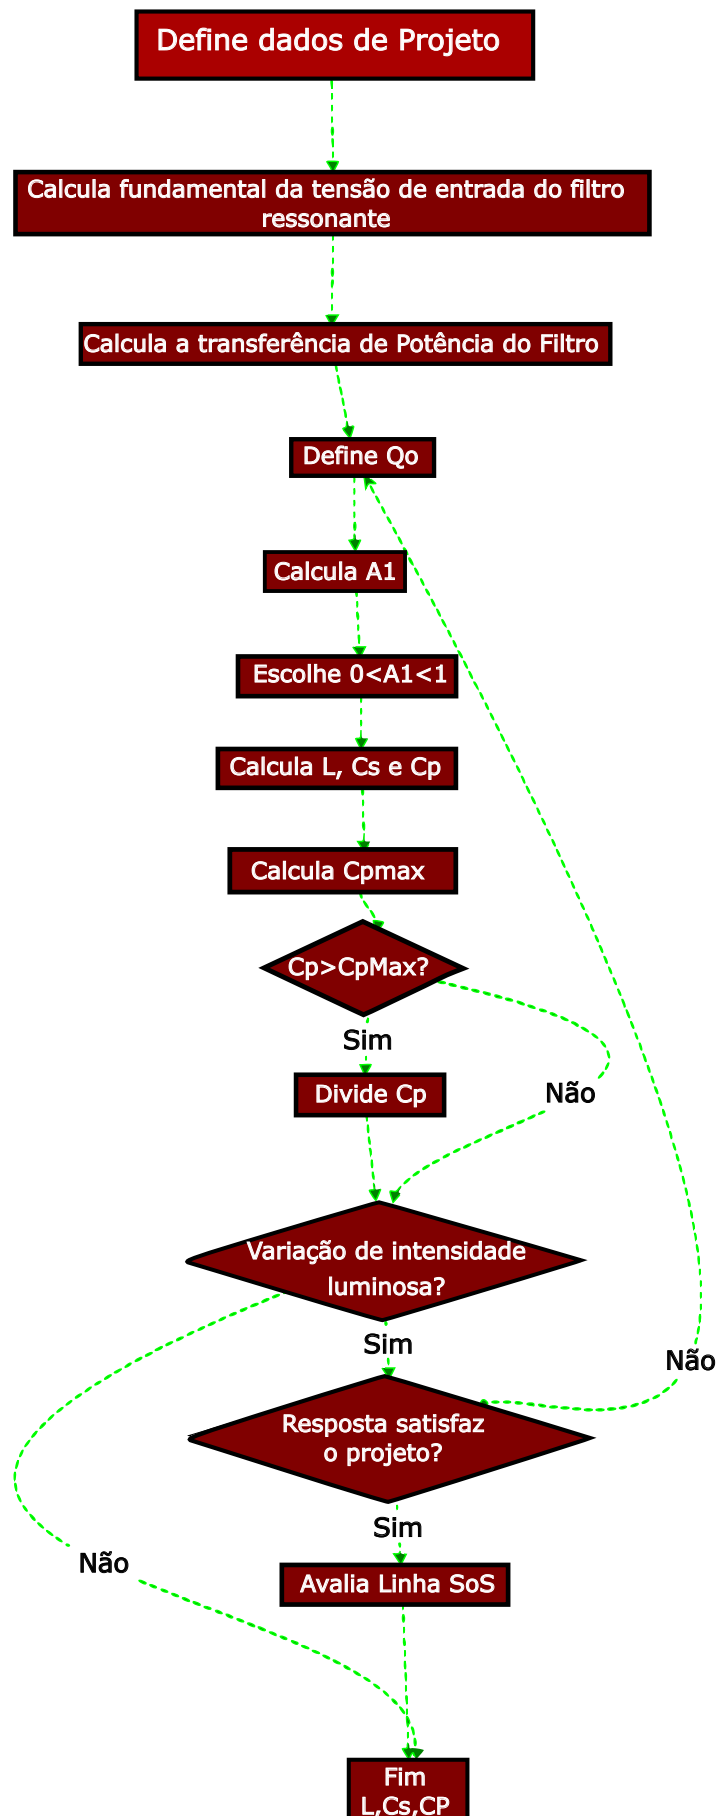 Define dados de Projeto
Calcula fundamental da tensão de entrada do filtro
ressonante
Calcula a transferência de Potência do Filtro
Define Qo
Calcula A1
Escolhe 0<A1<1
Calcula L, Cs e Cp
Calcula Cpmax
Cp>CpMax?
Sim
Divide Cp
Não
Variação de intensidade
luminosa?
Sim
Não
Resposta satisfaz
o projeto?
Sim
Não
Avalia Linha SoS
Fim
L,Cs,CP